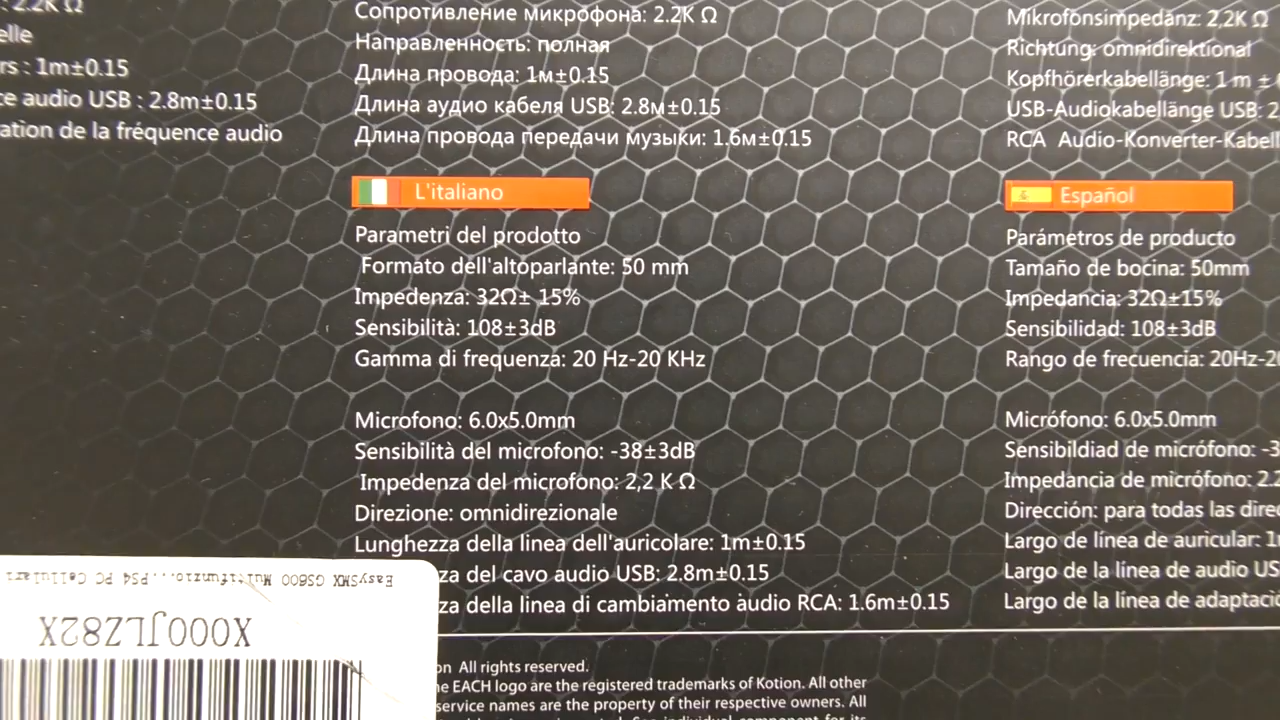 : 2.2K Ω
elle
rs : 1m±0.15
ce audio USB : 2.8m±0.15
ation de la fréquence audio
Сопротивление микрофона: 2.2K Ω
Направленность: полная
Длина провода: 1м±0.15
Длина аудио кабеля USB: 2.8м±0.15
Длина провода передачи музыки: 1.6м±0.15
Mikrofonsimpedanz: 2,2K Ω
Richtung: omnidirektional
Kopfhörerkabellänge: 1 m ±
USB-Audiokabellänge USB: 2
RCA Audio-Konverter-Kabell
L'italiano
Parametri del prodotto
Formato dell'altoparlante: 50 mm
Impedenza: 32Ω± 15%
Sensibilità: 108±3dB
Gamma di frequenza: 20 Hz-20 KHz
Microfono: 6.0x5.0mm
Sensibilità del microfono: -38±3dB
Impedenza del microfono: 2,2 K Ω
Direzione: omnidirezionale
Lunghezza della linea dell'auricolare: 1m±0.15
za del cavo audio USB: 2.8m±0.15
za della linea di cambiamento audio RCA: 1.6m±0.15
Español
Parámetros de producto
Tamaño de bocina: 50mm
Impedancia: 32Ω±15%
Sensibilidad: 108±3dB
Rango de frecuencia: 20Hz-20
Micrófono: 6.0x5.0mm
Sensibildiad de micrófono: -3
Impedancia de micrófono: 2.2
Dirección: para todas las dire
Largo de línea de auricular: 1
Largo de la línea de audio US
Largo de la línea de adaptació
EasySMX GS600 Multifunzio...PS4 PC Cellulari
X000JLZ82X
on All rights reserved.
he EACH logo are the registered trademarks of Kotion. All other
service names are the property of their respective owners. All